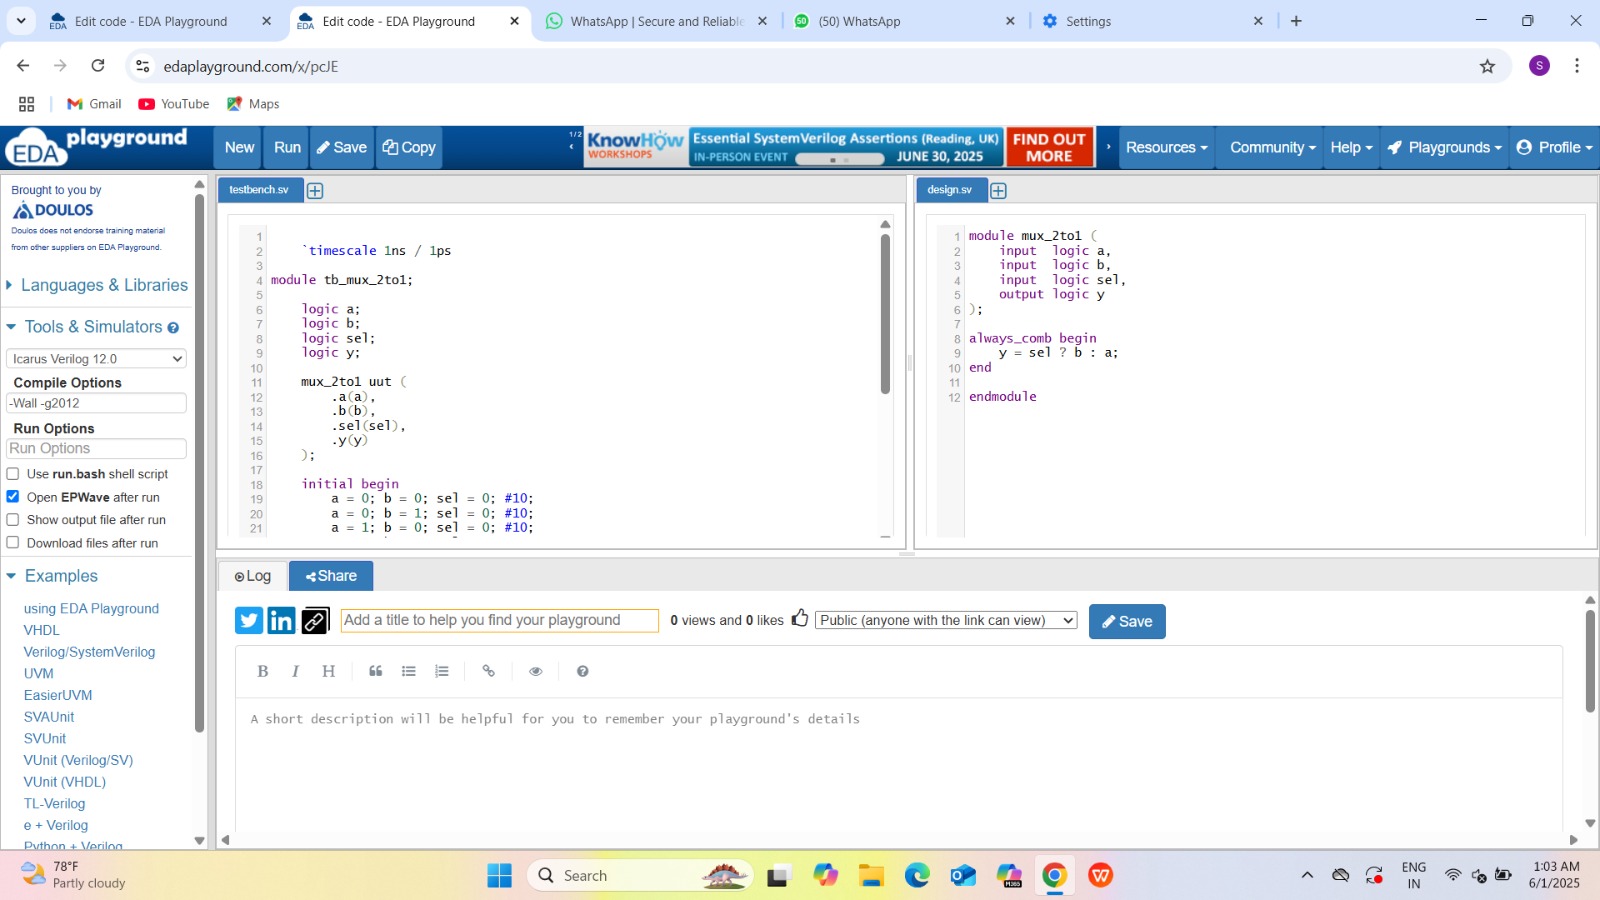 Edit code - EDA Playground
Edit code - EDA Playground
WhatsApp | Secure and Reliable
(50) WhatsApp
Settings
edaplayground.com/x/pcJE
S
Gmail
YouTube
Maps
EDA playground
New
Run
Save
Copy
1/2
KnowHow WORKSHOPS
Essential SystemVerilog Assertions (Reading, UK)
IN-PERSON EVENT
JUNE 30, 2025
FIND OUT MORE
Resources
Community
Help
Playgrounds
Profile
Brought to you by
DOULOS
Doulos does not endorse training material
from other suppliers on EDA Playground.
Languages & Libraries
Tools & Simulators
Icarus Verilog 12.0
Compile Options
-Wall -g2012
Run Options
Run Options
Use run.bash shell script
Open EPWave after run
Show output file after run
Download files after run
Examples
using EDA Playground
VHDL
Verilog/SystemVerilog
UVM
EasierUVM
SVAUnit
SVUnit
VUnit (Verilog/SV)
VUnit (VHDL)
TL-Verilog
e + Verilog
Python + Verilog
testbench.sv
1
2 `timescale 1ns / 1ps
3
4 module tb_mux_2to1;
5
6 logic a;
7 logic b;
8 logic sel;
9 logic y;
10
11 mux_2to1 uut (
12 .a(a),
13 .b(b),
14 .sel(sel),
15 .y(y)
16 );
17
18 initial begin
19 a = 0; b = 0; sel = 0; #10;
20 a = 0; b = 1; sel = 0; #10;
21 a = 1; b = 0; sel = 0; #10;
design.sv
1 module mux_2to1 (
2 input logic a,
3 input logic b,
4 input logic sel,
5 output logic y
6 );
7
8 always_comb begin
9 y = sel ? b : a;
10 end
11
12 endmodule
Log
Share
Add a title to help you find your playground
0 views and 0 likes
Public (anyone with the link can view)
Save
B I H
A short description will be helpful for you to remember your playground's details
78°F
Partly cloudy
Search
M365
ENG
IN
1:03 AM
6/1/2025